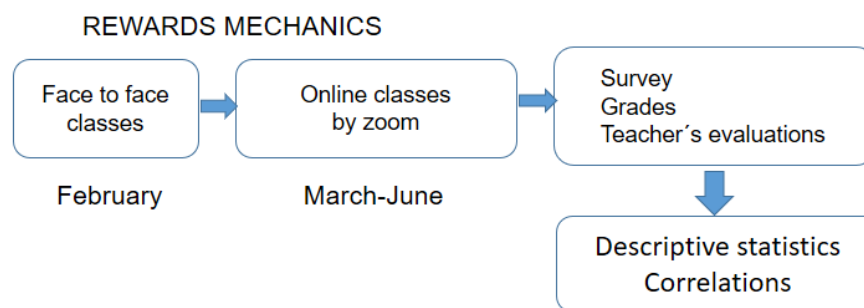 REWARDS MECHANICS
Face to face
classes
Online classes
by zoom
Survey
Grades
Teacher´s evaluations
February
March-June
Descriptive statistics
Correlations